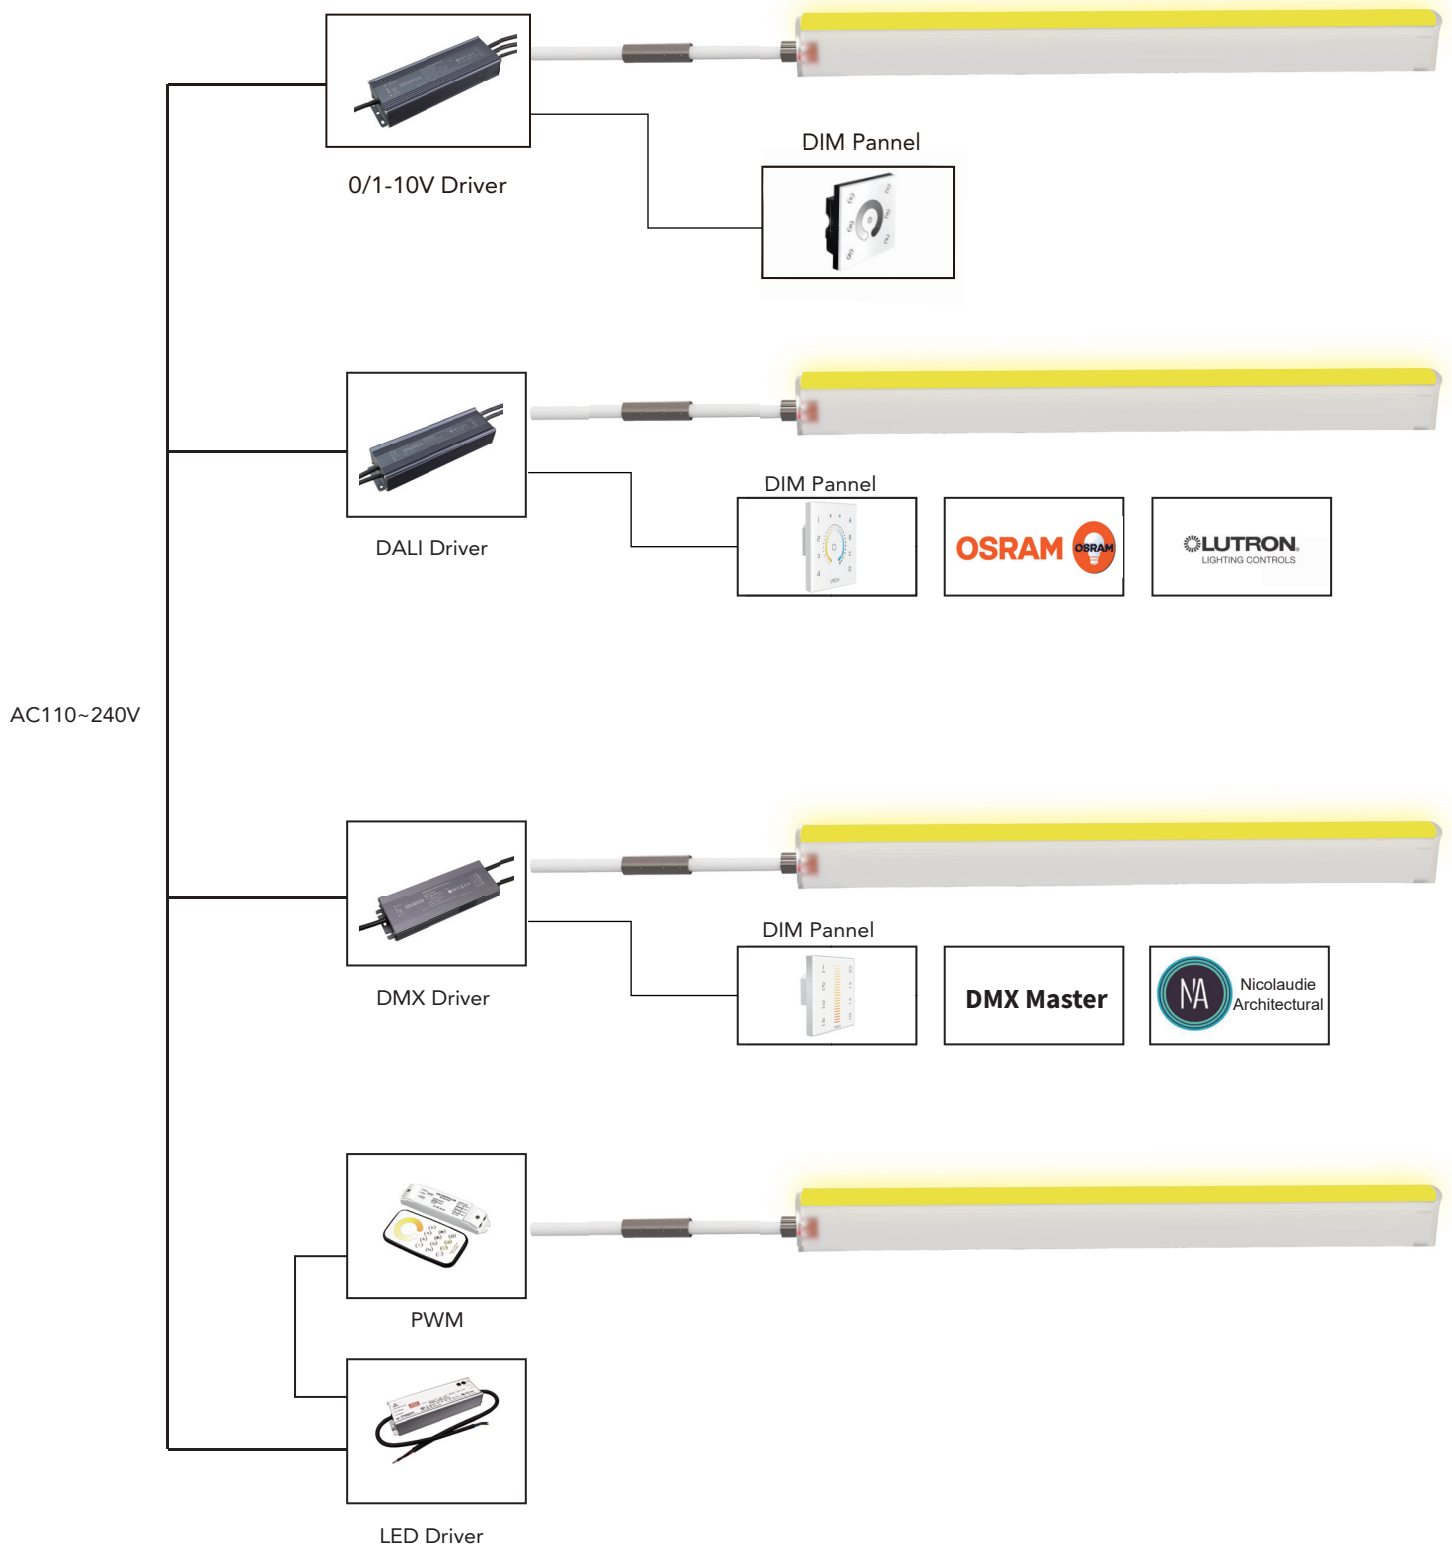 DIM Pannel
0/1-10V Driver
DIM Pannel
OSRAM
OSRAM
LUTRON.
LIGHTING CONTROLS
DALI Driver
AC110~240V
DIM Pannel
DMX Master
NA
Nicolaudie
Architectural
DMX Driver
PWM
LED Driver